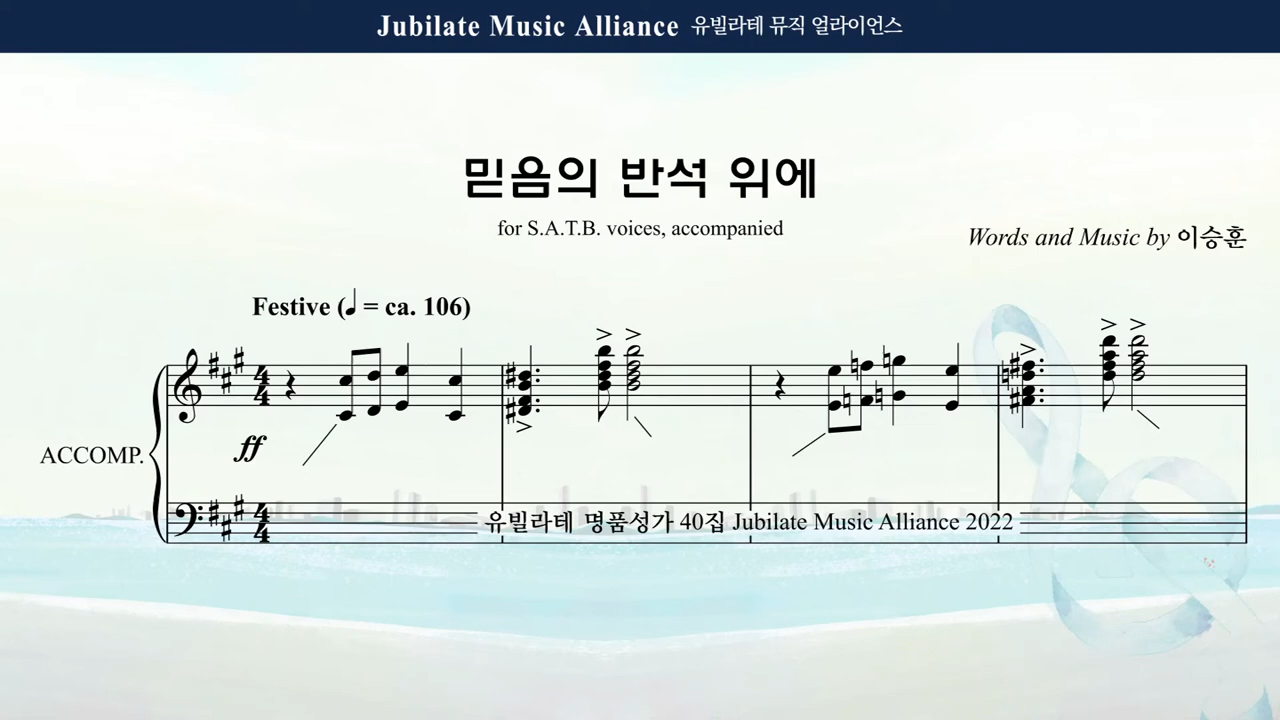 Jubilate Music Alliance 유빌라테 뮤직 얼라이언스
믿음의 반석 위에
for S.A.T.B. voices, accompanied
Words and Music by 이승훈
Festive (♩ = ca. 106)
ff
ACCOMP.
유빌라테 명품성가 40집 Jubilate Music Alliance 2022